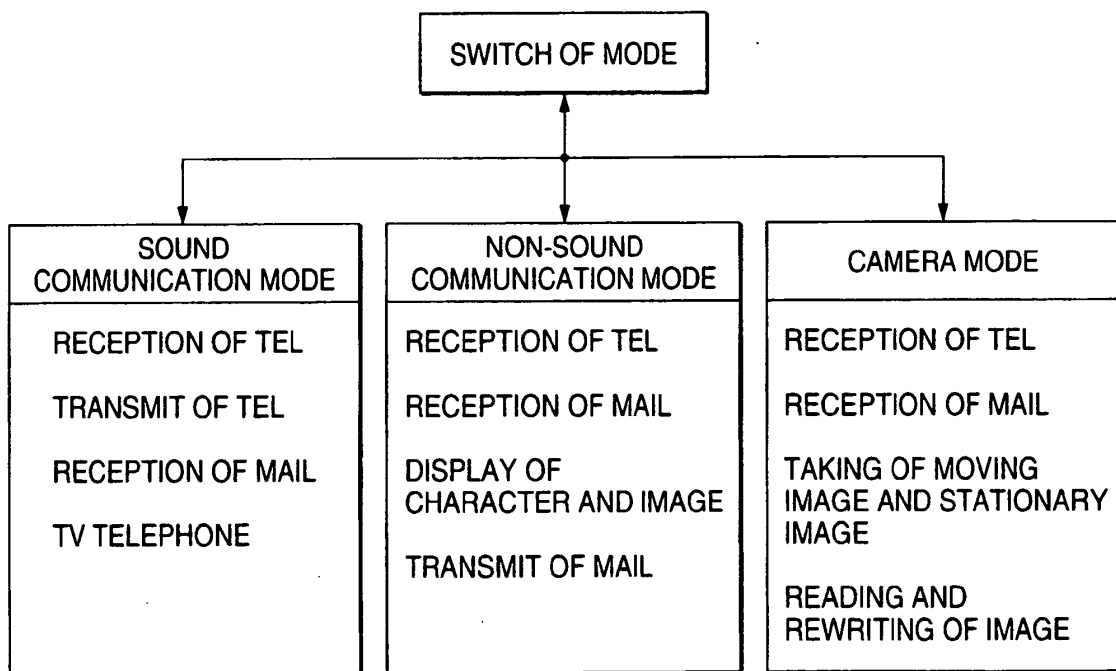 SWITCH OF MODE
SOUND
COMMUNICATION MODE
RECEPTION OF TEL
TRANSMIT OF TEL
RECEPTION OF MAIL
TV TELEPHONE
NON-SOUND
COMMUNICATION MODE
RECEPTION OF TEL
RECEPTION OF MAIL
DISPLAY OF
CHARACTER AND IMAGE
TRANSMIT OF MAIL
CAMERA MODE
RECEPTION OF TEL
RECEPTION OF MAIL
TAKING OF MOVING
IMAGE AND STATIONARY
IMAGE
READING AND
REWRITING OF IMAGE